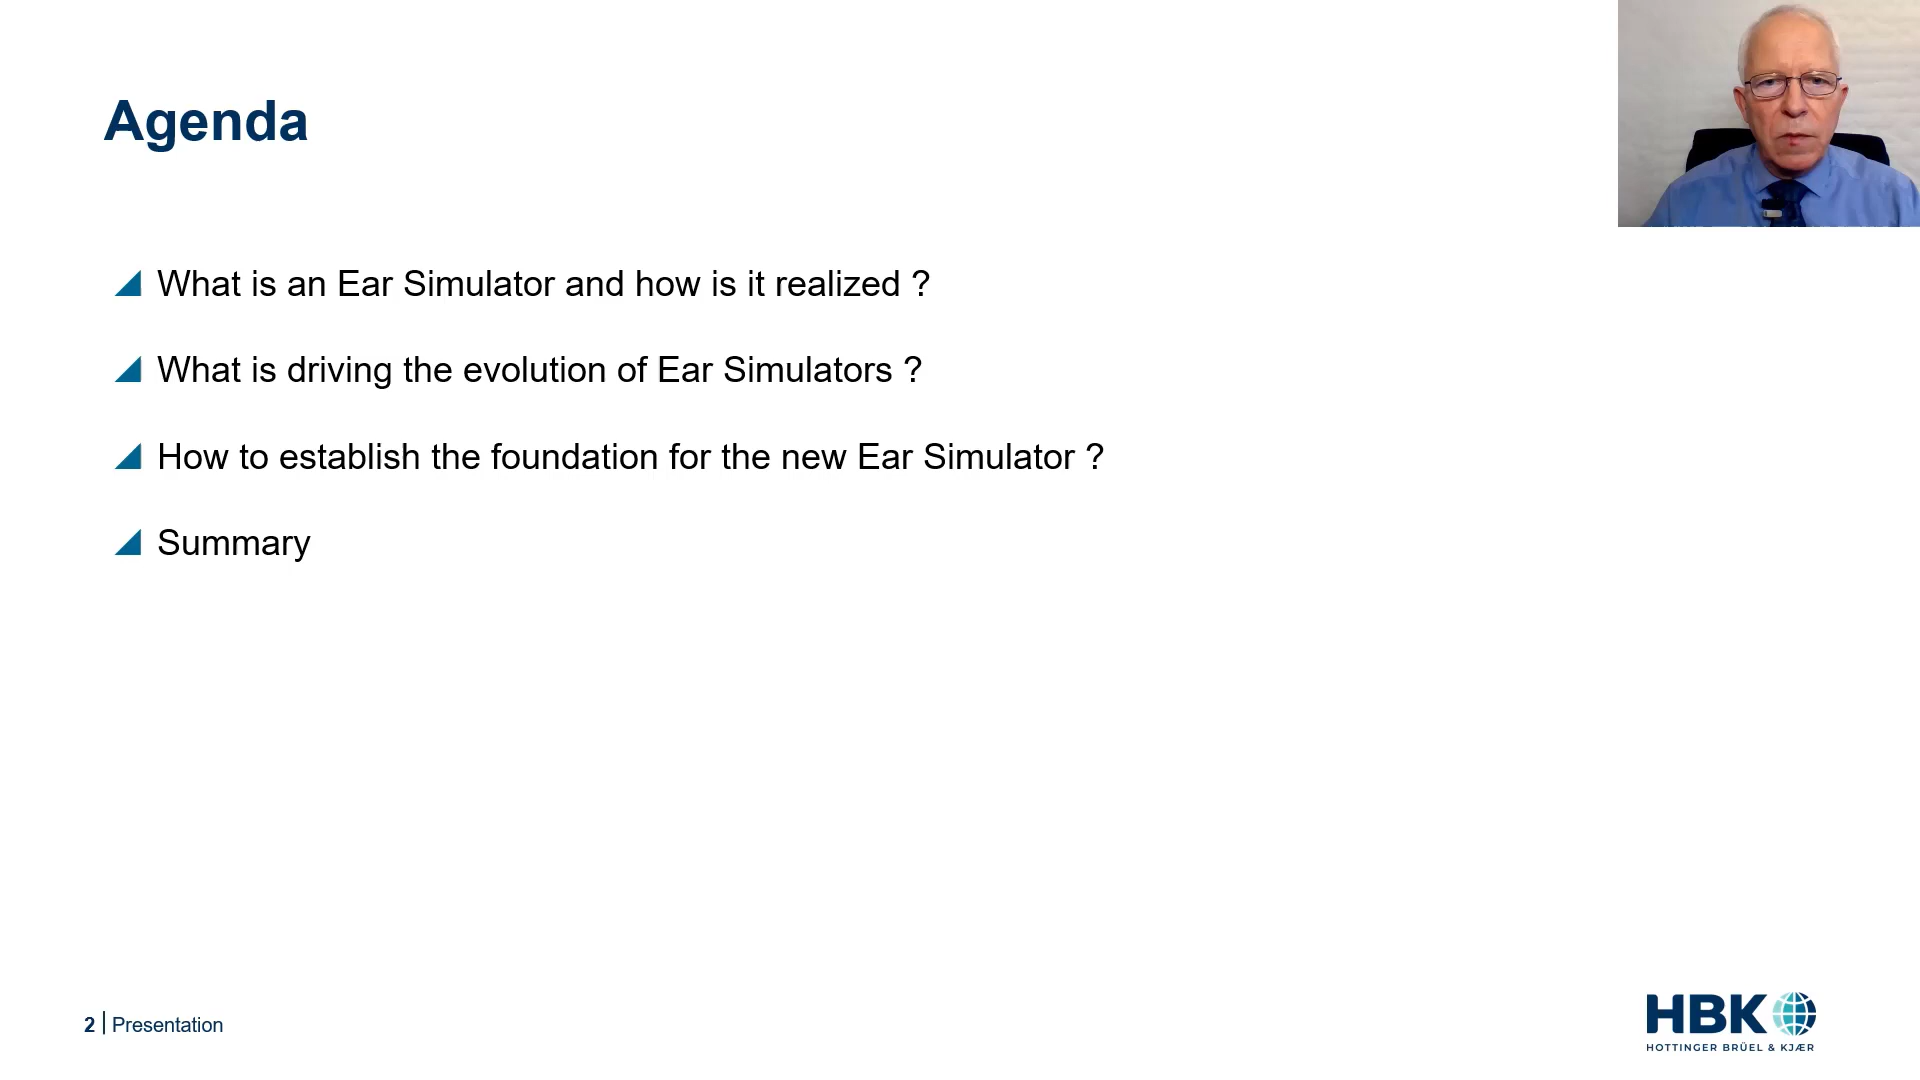 Agenda
What is an Ear Simulator and how is it realized ?
What is driving the evolution of Ear Simulators ?
How to establish the foundation for the new Ear Simulator ?
Summary
2 | Presentation
HBK
HOTTINGER BRÜEL & KJÆR